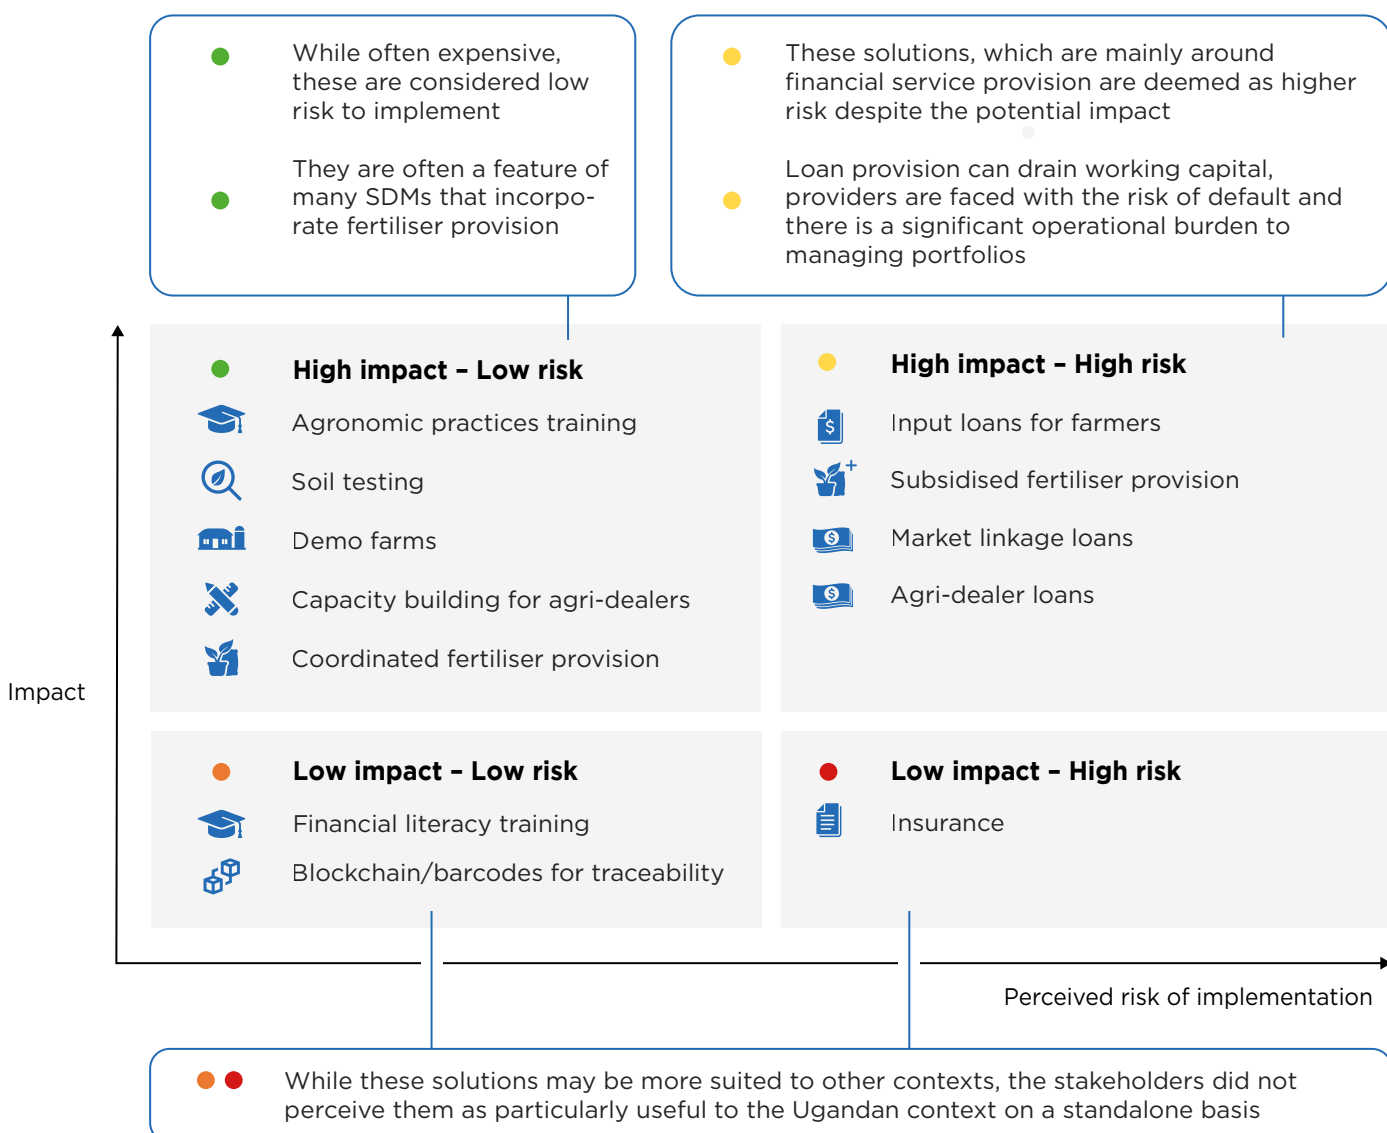 While often expensive,
these are considered low
risk to implement
They are often a feature of
many SDMs that incorpo-
rate fertiliser provision
These solutions, which are mainly around
financial service provision are deemed as higher
risk despite the potential impact
Loan provision can drain working capital,
providers are faced with the risk of default and
there is a significant operational burden to
managing portfolios
High impact – Low risk
Agronomic practices training
Soil testing
Demo farms
Capacity building for agri-dealers
Coordinated fertiliser provision
High impact – High risk
Input loans for farmers
Subsidised fertiliser provision
Market linkage loans
Agri-dealer loans
Impact
Low impact – Low risk
Financial literacy training
Blockchain/barcodes for traceability
Low impact – High risk
Insurance
Perceived risk of implementation
While these solutions may be more suited to other contexts, the stakeholders did not
perceive them as particularly useful to the Ugandan context on a standalone basis